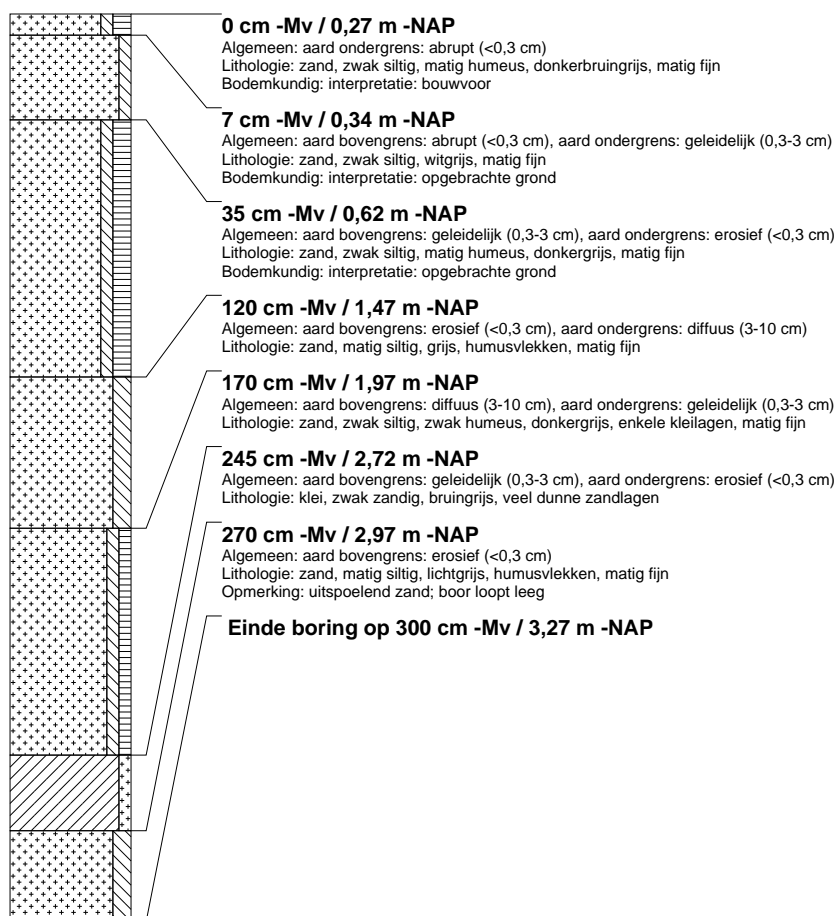 0 cm -Mv / 0,27 m -NAP
Algemeen: aard ondergrens: abrupt (<0,3 cm)
Lithologie: zand, zwak siltig, matig humeus, donkerbruingrijs, matig fijn
Bodemkundig: interpretatie: bouwvoor
7 cm -Mv / 0,34 m -NAP
Algemeen: aard bovengrens: abrupt (<0,3 cm), aard ondergrens: geleidelijk (0,3-3 cm)
Lithologie: zand, zwak siltig, witgrijs, matig fijn
Bodemkundig: interpretatie: opgebrachte grond
35 cm -Mv / 0,62 m -NAP
Algemeen: aard bovengrens: geleidelijk (0,3-3 cm), aard ondergrens: erosief (<0,3 cm)
Lithologie: zand, zwak siltig, matig humeus, donkergrijs, matig fijn
Bodemkundig: interpretatie: opgebrachte grond
120 cm -Mv / 1,47 m -NAP
Algemeen: aard bovengrens: erosief (<0,3 cm), aard ondergrens: diffuus (3-10 cm)
Lithologie: zand, matig siltig, grijs, humusvlekken, matig fijn
170 cm -Mv / 1,97 m -NAP
Algemeen: aard bovengrens: diffuus (3-10 cm), aard ondergrens: geleidelijk (0,3-3 cm)
Lithologie: zand, zwak siltig, zwak humeus, donkergrijs, enkele kleilagen, matig fijn
245 cm -Mv / 2,72 m -NAP
Algemeen: aard bovengrens: geleidelijk (0,3-3 cm), aard ondergrens: erosief (<0,3 cm)
Lithologie: klei, zwak zandig, bruingrijs, veel dunne zandlagen
270 cm -Mv / 2,97 m -NAP
Algemeen: aard bovengrens: erosief (<0,3 cm)
Lithologie: zand, matig siltig, lichtgrijs, humusvlekken, matig fijn
Opmerking: uitspoelend zand; boor loopt leeg
Einde boring op 300 cm -Mv / 3,27 m -NAP